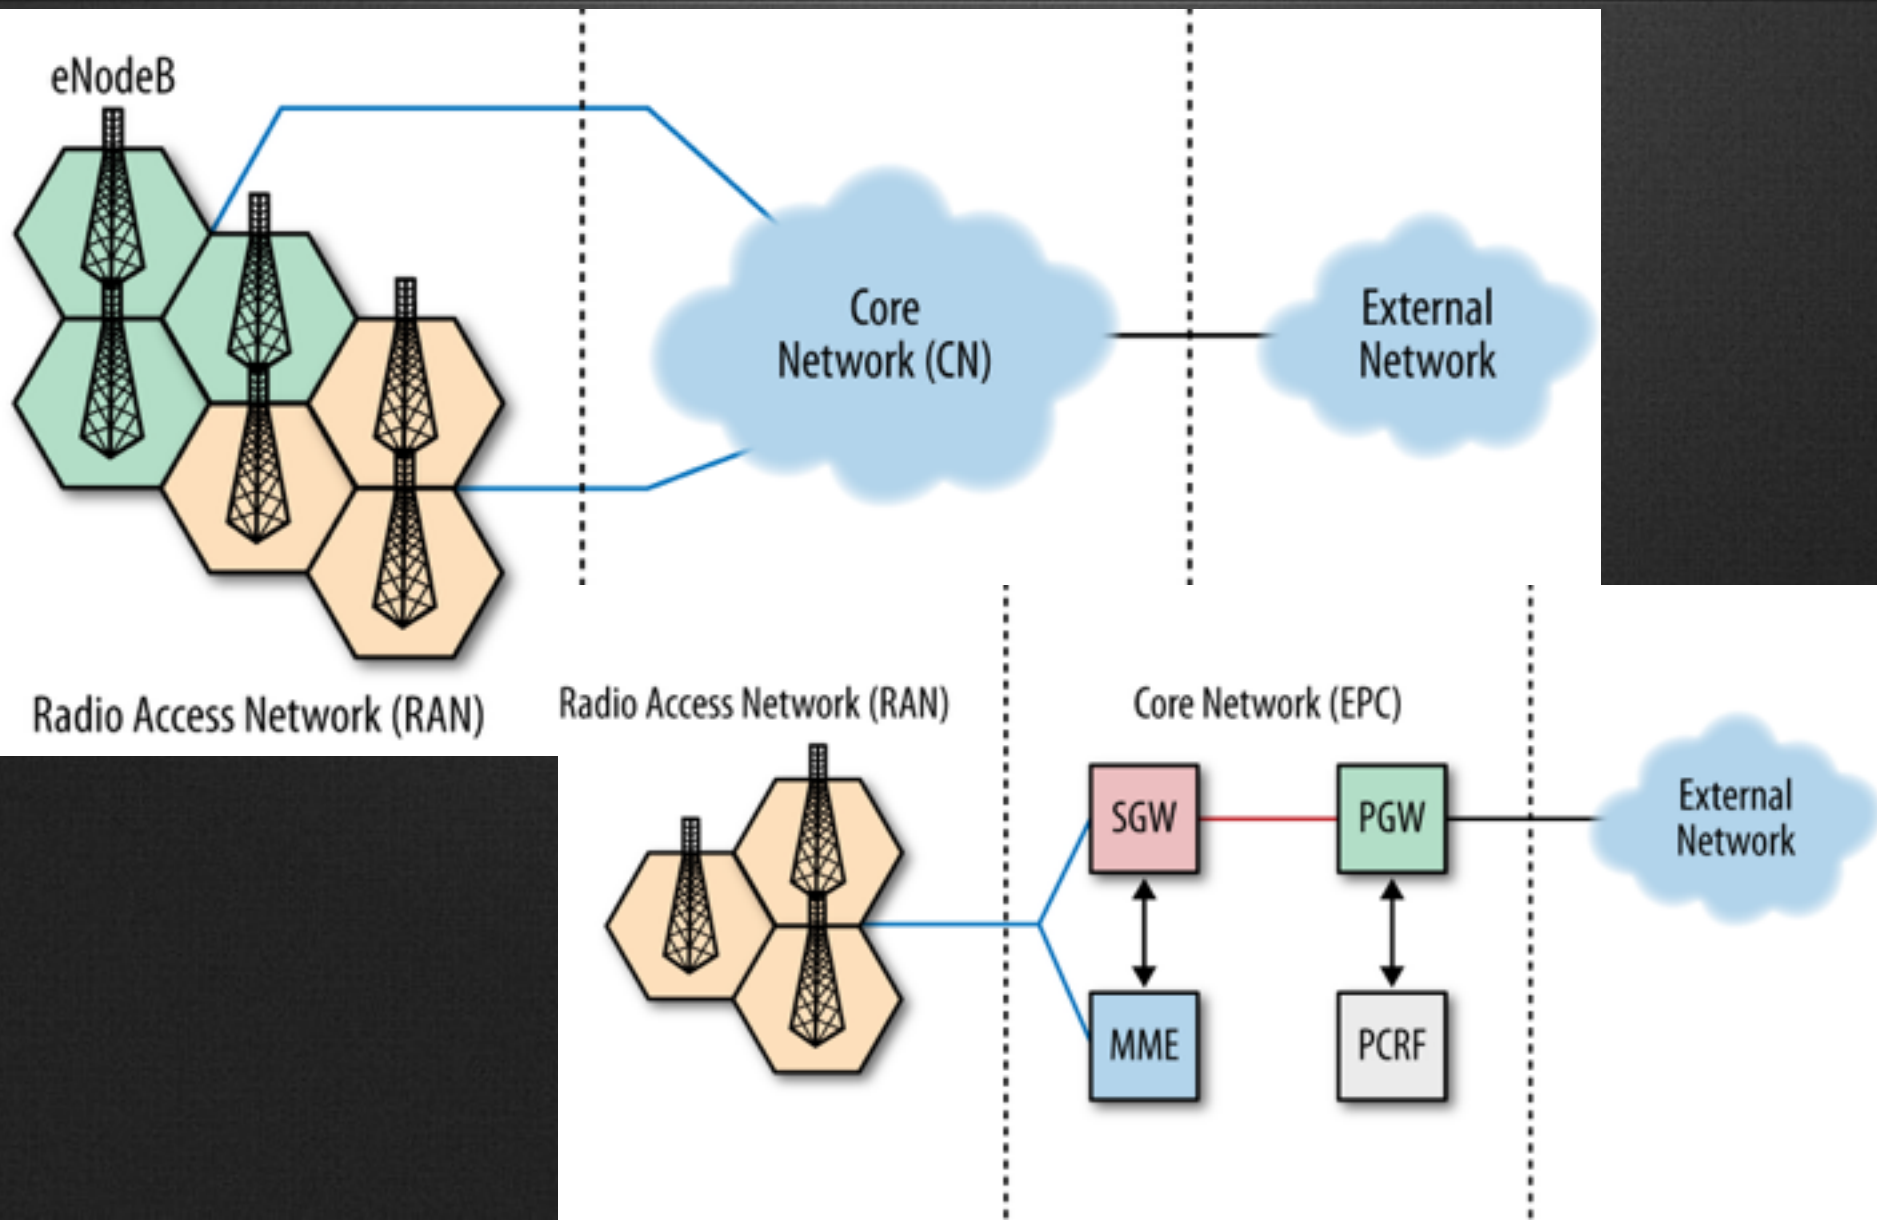 eNodeB
Core
Network (CN)
External
Network
Radio Access Network (RAN)
Radio Access Network (RAN)
Core Network (EPC)
SGW
PGW
External
Network
MME
PCRF